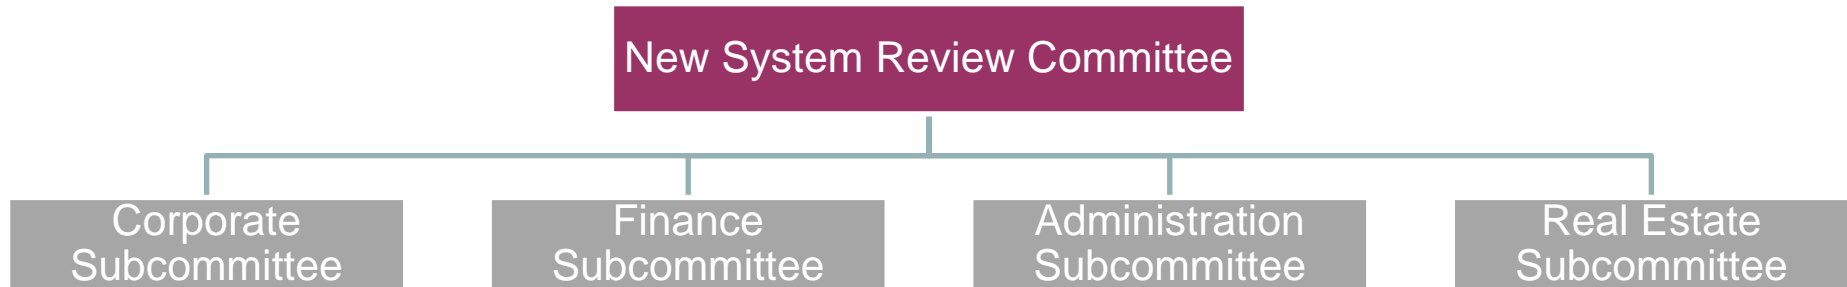 New System Review Committee
Corporate
Subcommittee
Finance
Subcommittee
Administration
Subcommittee
Real Estate
Subcommittee